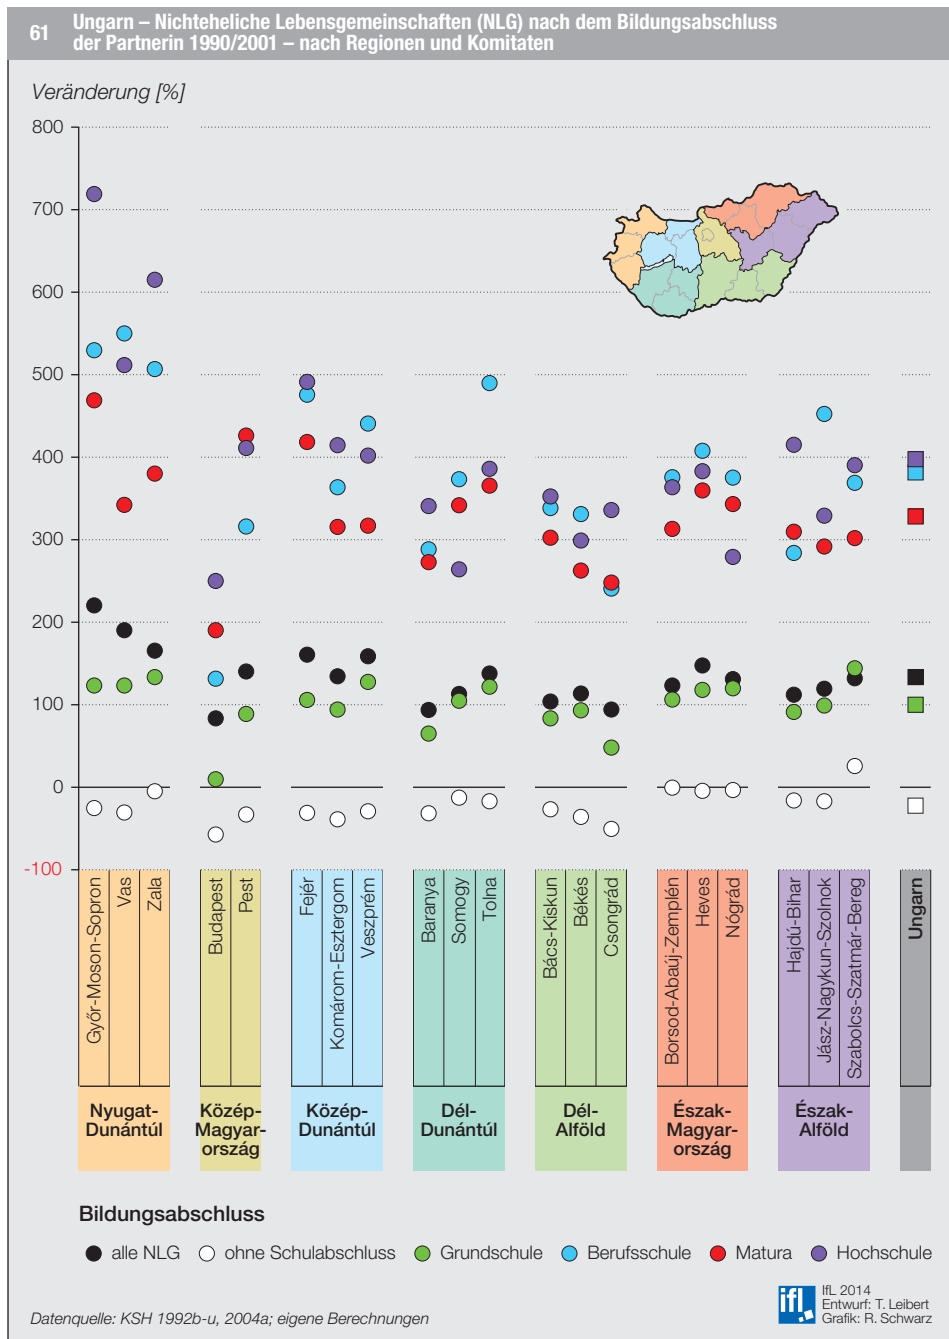 61
Ungarn – Nichteheliche Lebensgemeinschaften (NLG) nach dem Bildungsabschluss
der Partnerin 1990/2001 – nach Regionen und Komitaten
Veränderung [%]
800
700
600
500
400
300
200
100
0
-100
Győr-Moson-Sopron
Vas
Zala
Budapest
Pest
Fejér
Komárom-Esztergom
Veszprém
Baranya
Somogy
Tolna
Bács-Kiskun
Békés
Csongrád
Borsod-Abaúj-Zemplén
Heves
Nógrád
Hajdú-Bihar
Jász-Nagykun-Szolnok
Szabolcs-Szatmár-Bereg
Ungarn
Nyugat-
Dunántúl
Közép-
Magyar-
ország
Közép-
Dunántúl
Dél-
Dunántúl
Dél-
Alföld
Észak-
Magyar-
ország
Észak-
Alföld
Bildungsabschluss
alle NLG ohne Schulabschluss Grundschule Berufsschule Matura Hochschule
Datenquelle: KSH 1992b-u, 2004a; eigene Berechnungen
ifl
IfL 2014
Entwurf: T. Leibert
Grafik: R. Schwarz